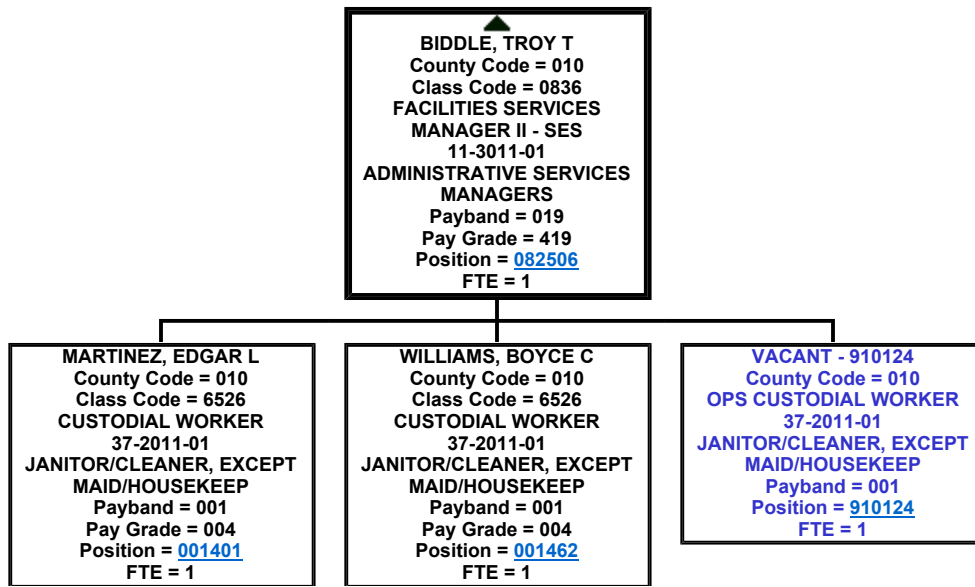 BIDDLE, TROY T
County Code = 010
Class Code = 0836
FACILITIES SERVICES
MANAGER II - SES
11-3011-01
ADMINISTRATIVE SERVICES
MANAGERS
Payband = 019
Pay Grade = 419
Position = 082506
FTE = 1
MARTINEZ, EDGAR L
County Code = 010
Class Code = 6526
CUSTODIAL WORKER
37-2011-01
JANITOR/CLEANER, EXCEPT
MAID/HOUSEKEEP
Payband = 001
Pay Grade = 004
Position = 001401
FTE = 1
WILLIAMS, BOYCE C
County Code = 010
Class Code = 6526
CUSTODIAL WORKER
37-2011-01
JANITOR/CLEANER, EXCEPT
MAID/HOUSEKEEP
Payband = 001
Pay Grade = 004
Position = 001462
FTE = 1
VACANT - 910124
County Code = 010
OPS CUSTODIAL WORKER
37-2011-01
JANITOR/CLEANER, EXCEPT
MAID/HOUSEKEEP
Payband = 001
Position = 910124
FTE = 1